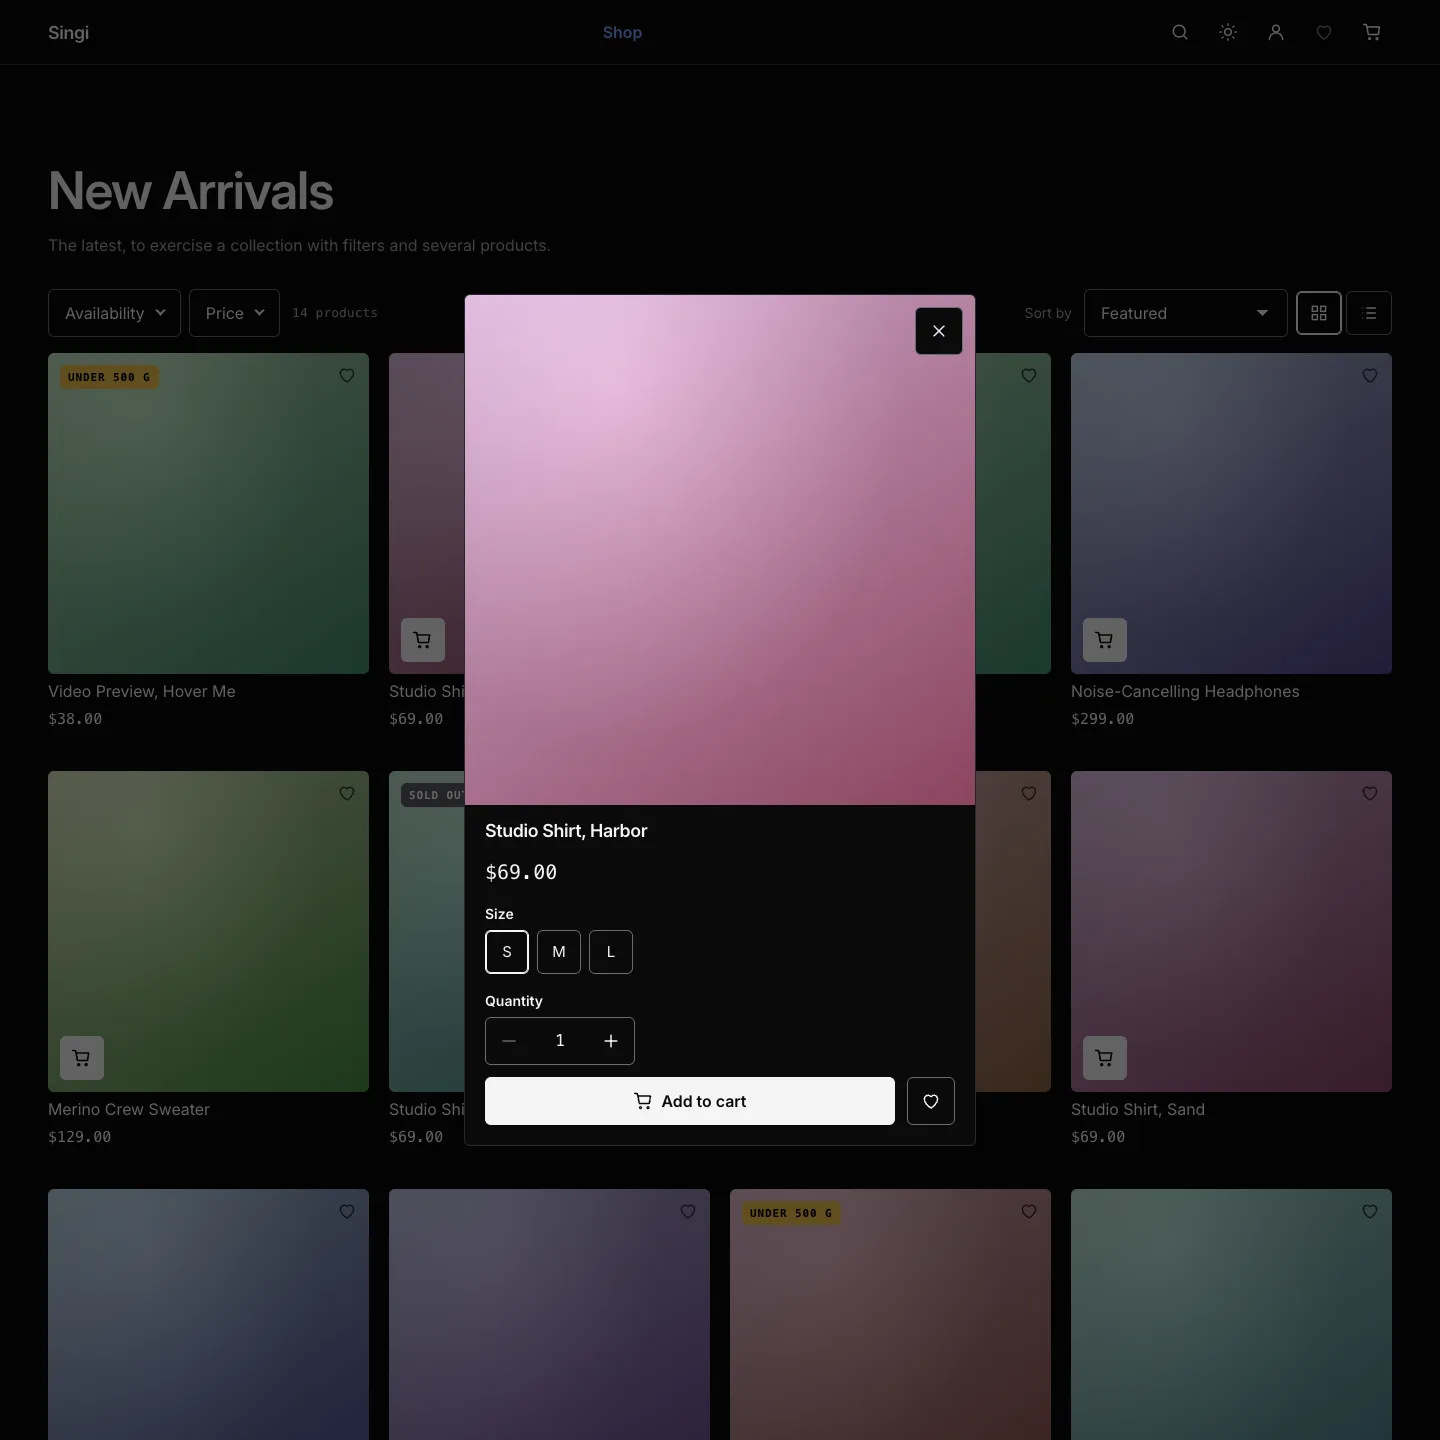 Singi
Shop
New Arrivals
The latest, to exercise a collection with filters and several products.
Availability
Price
14 products
Sort by
Featured
UNDER 500 G
Video Preview, Hover Me
$38.00
Studio Shi
$69.00
Noise-Cancelling Headphones
$299.00
Studio Shirt, Harbor
$69.00
Size
S
M
L
Quantity
1
Add to cart
SOLD OUT
Merino Crew Sweater
$129.00
Studio Shi
$69.00
Studio Shirt, Sand
$69.00
UNDER 500 G